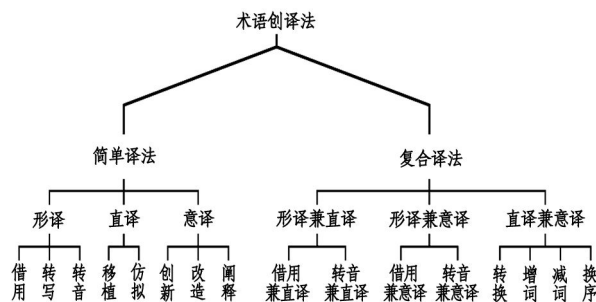 术语创译法
简单译法
复合译法
形译
直译
意译
形译兼直译
形译兼意译
直译兼意译
借用
转写
转音
移植
仿拟
创新
改造
阐释
借用
兼直译
转音
兼直译
借用
兼意译
转音
兼意译
转换
增词
减词
换序